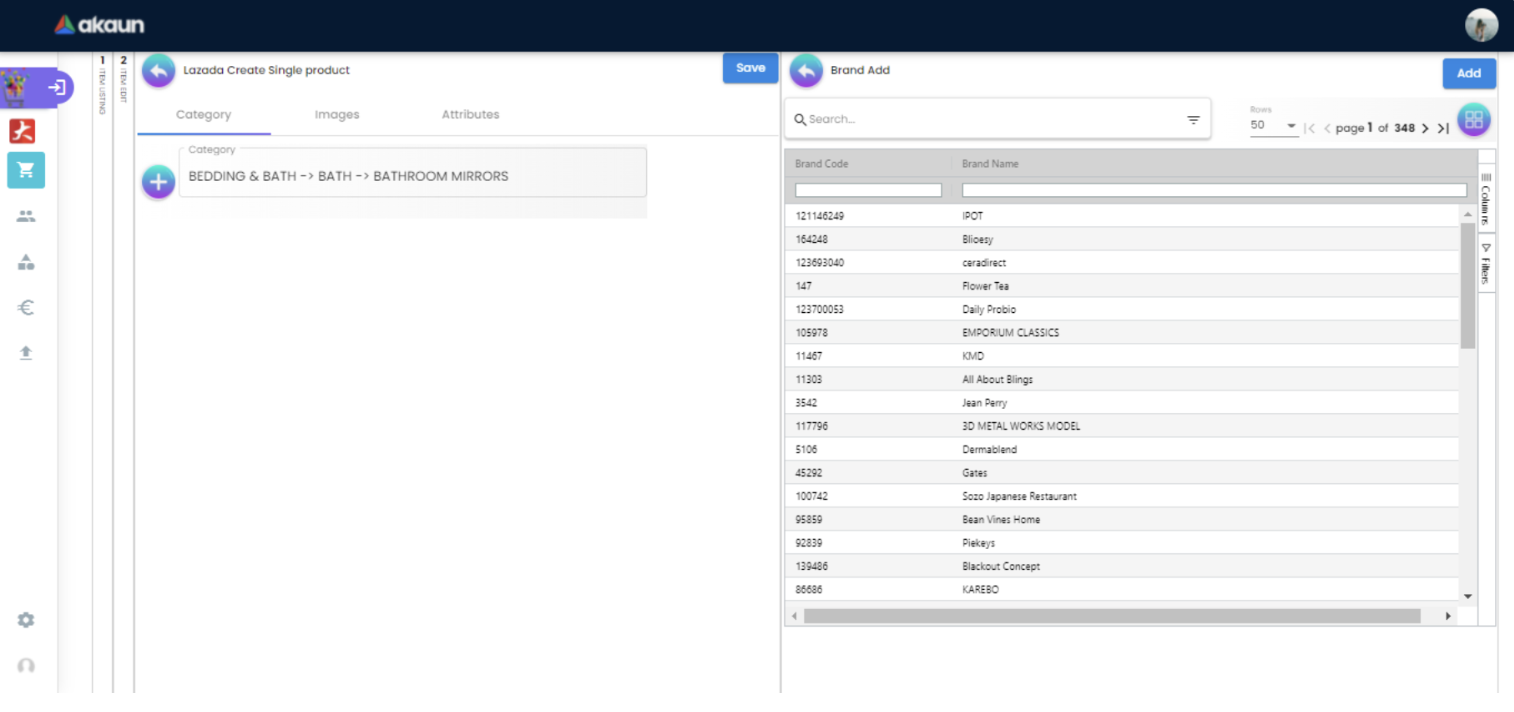 akaun
1 ITEM LISTING
2 ITEM EDIT
Lazada Create Single product
Save
Category Images Attributes
Category
BEDDING & BATH -> BATH -> BATHROOM MIRRORS
Brand Add
Add
Search...
Rows
50
|< < page 1 of 348 > >|
Brand Code Brand Name
121146249 IPOT
164248 Blioesy
123693040 ceradirect
147 Flower Tea
123700053 Daily Probio
105978 EMPORIUM CLASSICS
11467 KMD
11303 All About Blings
3542 Jean Perry
117796 3D METAL WORKS MODEL
5106 Dermablend
45292 Gates
100742 Sozo Japanese Restaurant
95859 Bean Vines Home
92839 Piekeys
139486 Blackout Concept
86686 KAREBO
Columns
Filters